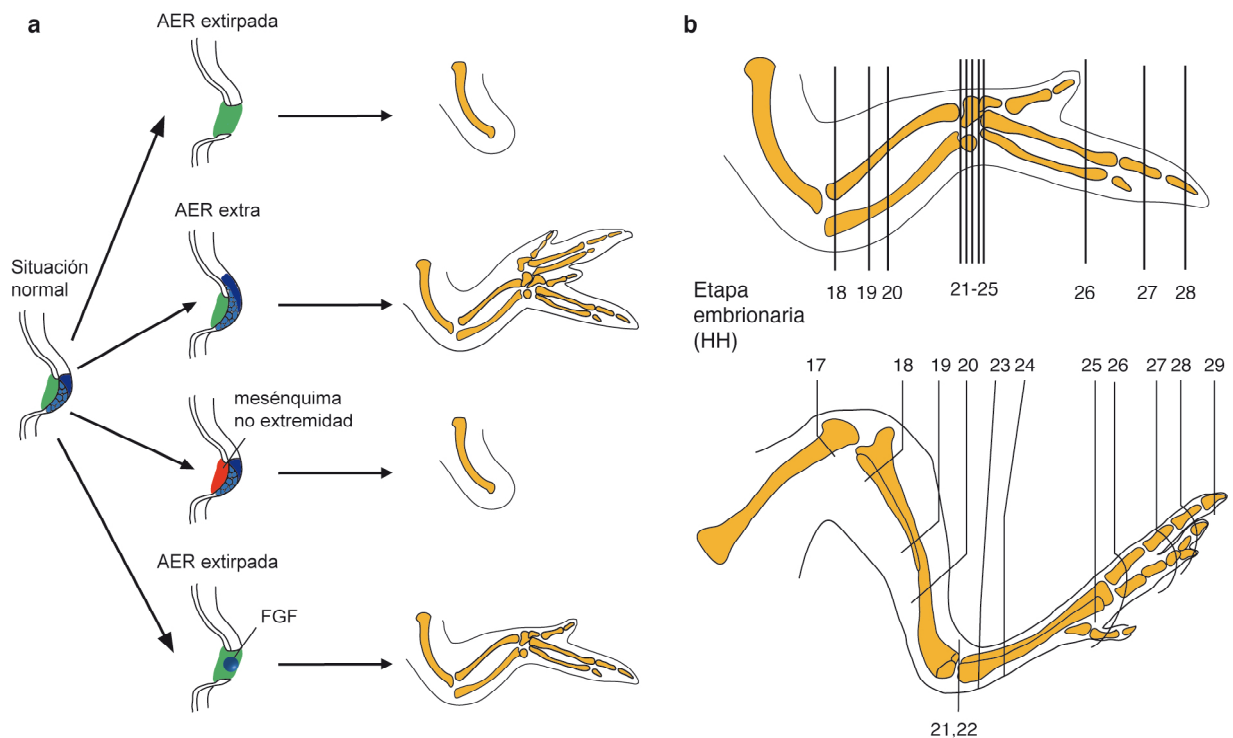 a
AER extirpada
AER extra
Situación
normal
mesénquima
no extremidad
AER extirpada
FGF
b
Etapa
embrionaria
(HH)
18 19 20 21-25 26 27 28
17 18 19 20 23 24 25 26 27 28 29
21,22